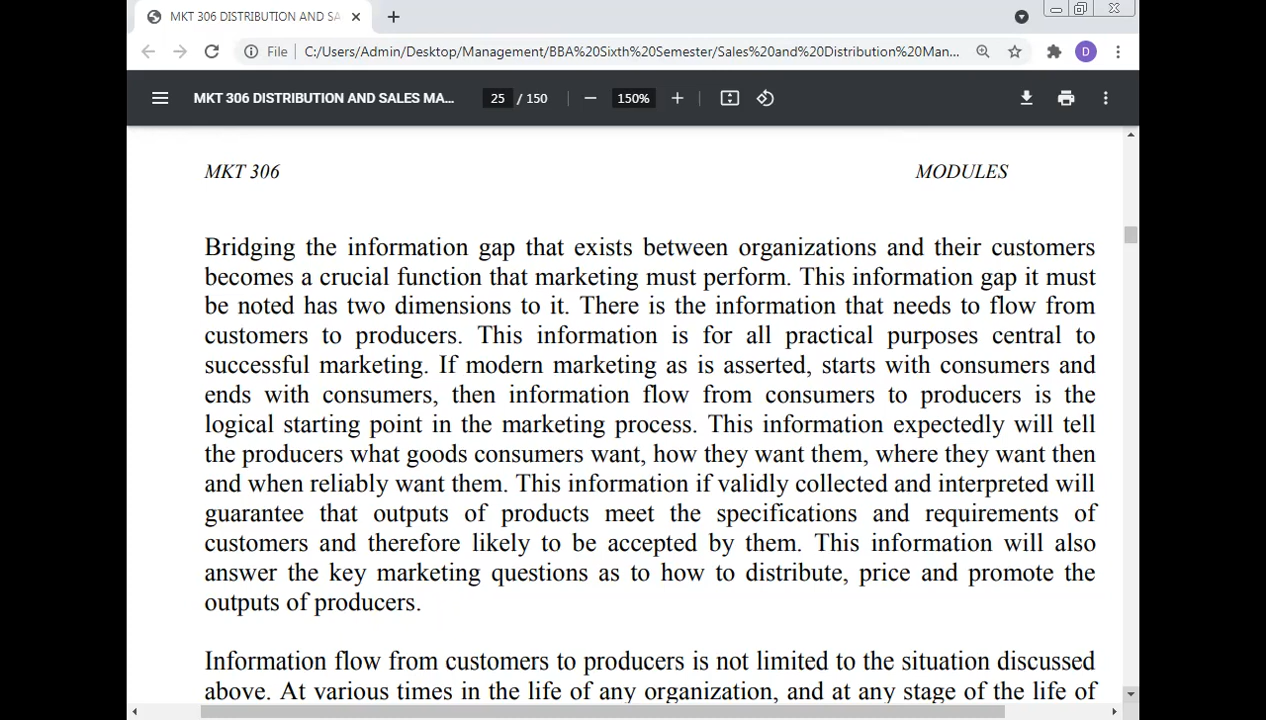 MKT 306 DISTRIBUTION AND SA
File C:/Users/Admin/Desktop/Management/BBA%20Sixth%20Semester/Sales%20and%20Distribution%20Man... D
MKT 306 DISTRIBUTION AND SALES MA... 25 / 150 150%
MKT 306 MODULES
Bridging the information gap that exists between organizations and their customers
becomes a crucial function that marketing must perform. This information gap it must
be noted has two dimensions to it. There is the information that needs to flow from
customers to producers. This information is for all practical purposes central to
successful marketing. If modern marketing as is asserted, starts with consumers and
ends with consumers, then information flow from consumers to producers is the
logical starting point in the marketing process. This information expectedly will tell
the producers what goods consumers want, how they want them, where they want then
and when reliably want them. This information if validly collected and interpreted will
guarantee that outputs of products meet the specifications and requirements of
customers and therefore likely to be accepted by them. This information will also
answer the key marketing questions as to how to distribute, price and promote the
outputs of producers.
Information flow from customers to producers is not limited to the situation discussed
above. At various times in the life of any organization, and at any stage of the life of